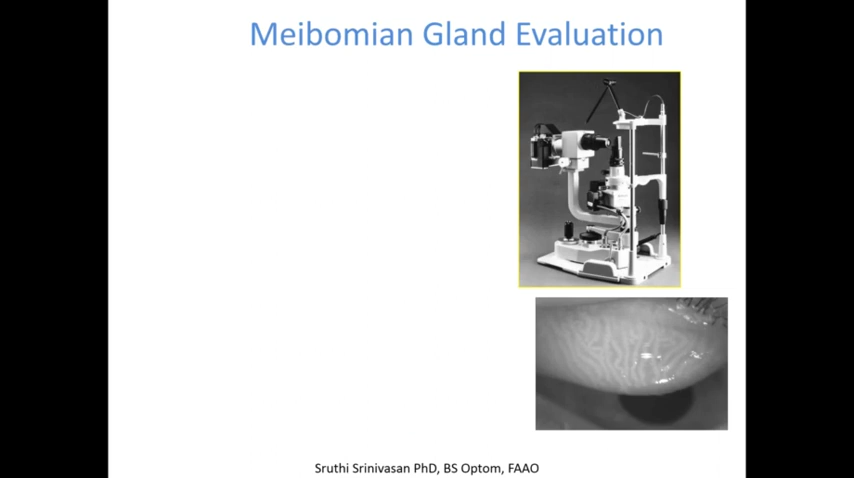 Meibomian Gland Evaluation
Sruthi Srinivasan PhD, BS Optom, FAAO